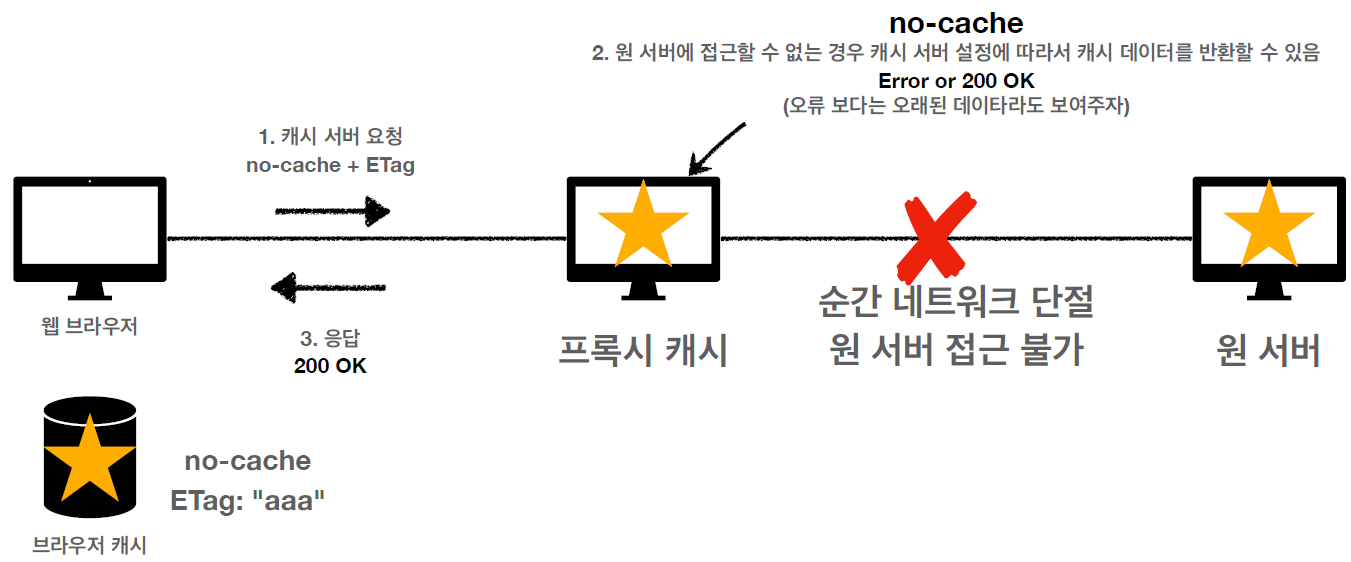 no-cache
2. 원 서버에 접근할 수 없는 경우 캐시 서버 설정에 따라서 캐시 데이터를 반환할 수 있음
Error or 200 OK
(오류 보다는 오래된 데이타라도 보여주자)
1. 캐시 서버 요청
no-cache + ETag
웹 브라우저
3. 응답
200 OK
프록시 캐시
순간 네트워크 단절
원 서버 접근 불가
원 서버
no-cache
ETag: "aaa"
브라우저 캐시